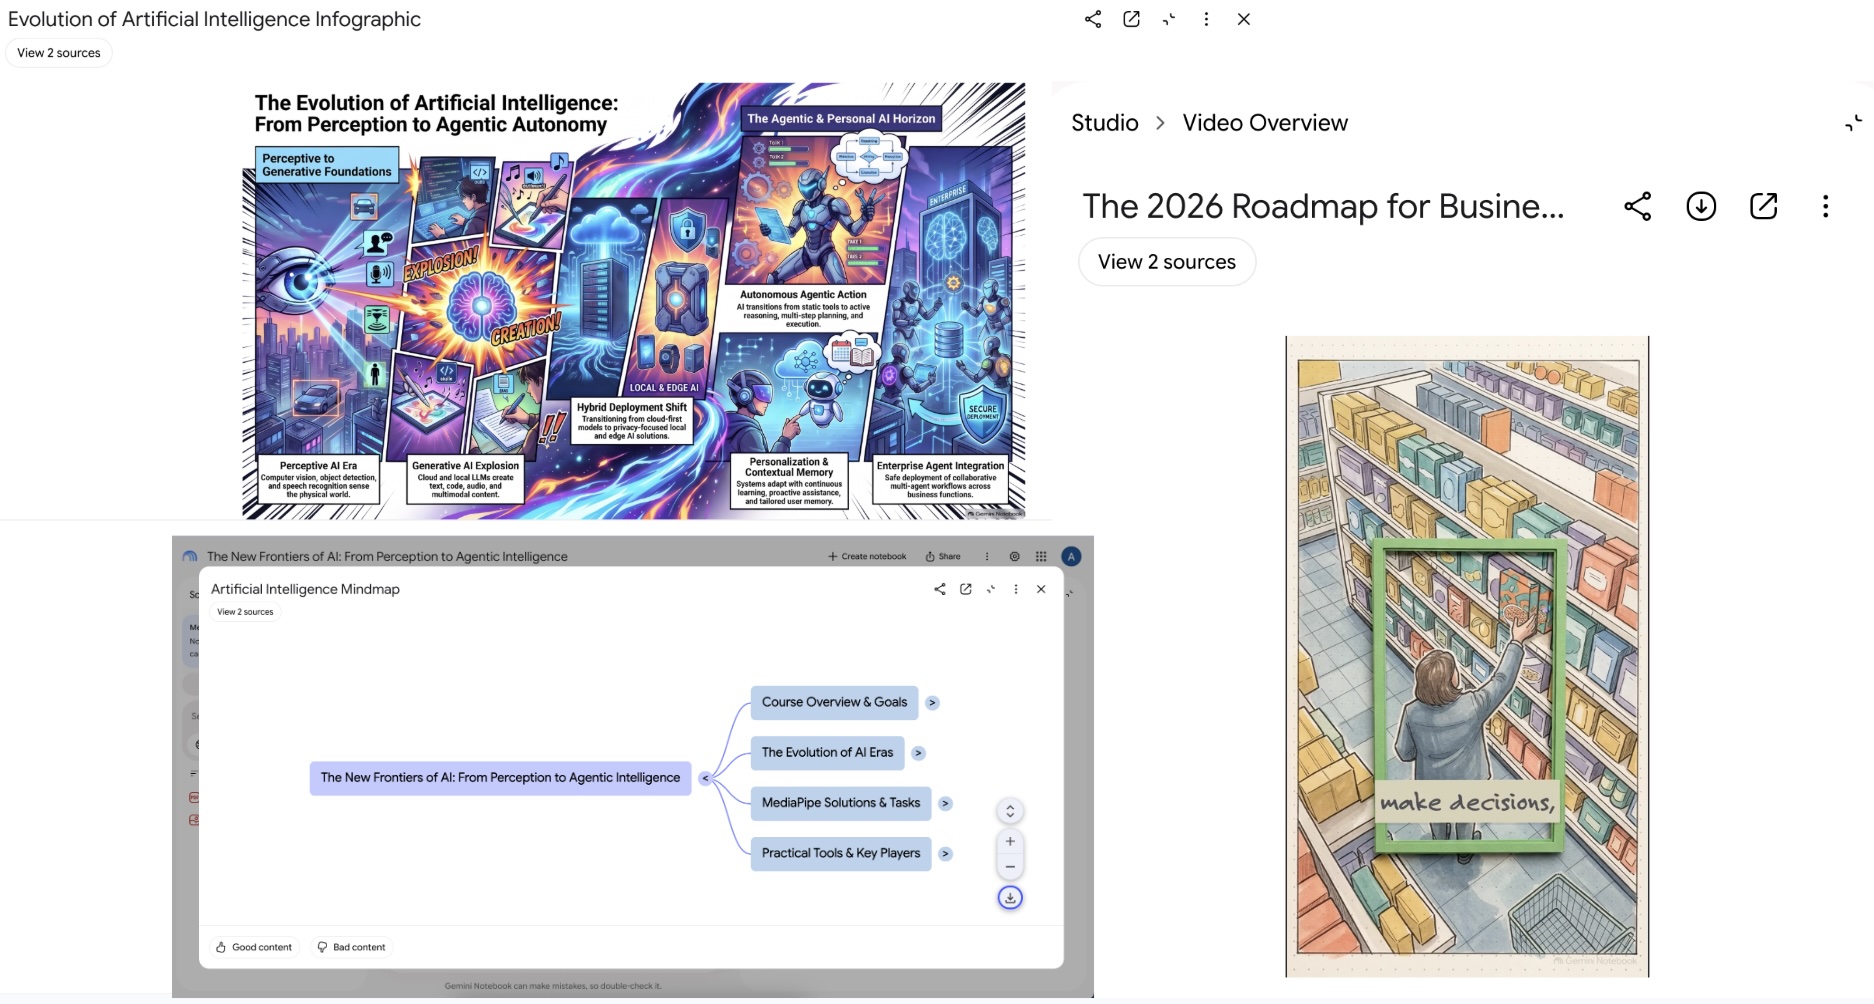 Evolution of Artificial Intelligence Infographic
View 2 sources
The Evolution of Artificial Intelligence:
From Perception to Agentic Autonomy
Perceptive to
Generative Foundations
EXPLOSION!
CREATION!
Perceptive AI Era
Computer vision, object detection,
and speech recognition sense
the physical world.
Generative AI Explosion
Cloud and local LLMs create
text, code, audio, and
multimodal content.
!!
LOCAL & EDGE AI
Hybrid Deployment Shift
Transitioning from cloud-first
models to privacy-focused local
and edge AI solutions.
The Agentic & Personal AI Horizon
TASK 1
TASK 2
Autonomous Agentic Action
AI transitions from static tools to active
reasoning, multi-step planning, and
execution.
Personalization &
Contextual Memory
Systems adapt with continuous
learning, proactive assistance,
and tailored user memory.
ENTERPRISE
SECURE
DEPLOYMENT
Enterprise Agent Integration
Safe deployment of collaborative
multi-agent workflows across
business functions.
Gemini Notebook
Studio > Video Overview
The 2026 Roadmap for Busine...
View 2 sources
make decisions,
Gemini Notebook
The New Frontiers of AI: From Perception to Agentic Intelligence
+ Create notebook
Share
A
Artificial Intelligence Mindmap
View 2 sources
The New Frontiers of AI: From Perception to Agentic Intelligence
<
Course Overview & Goals >
The Evolution of AI Eras >
MediaPipe Solutions & Tasks >
Practical Tools & Key Players >
Good content
Bad content
Gemini Notebook can make mistakes, so double-check it.